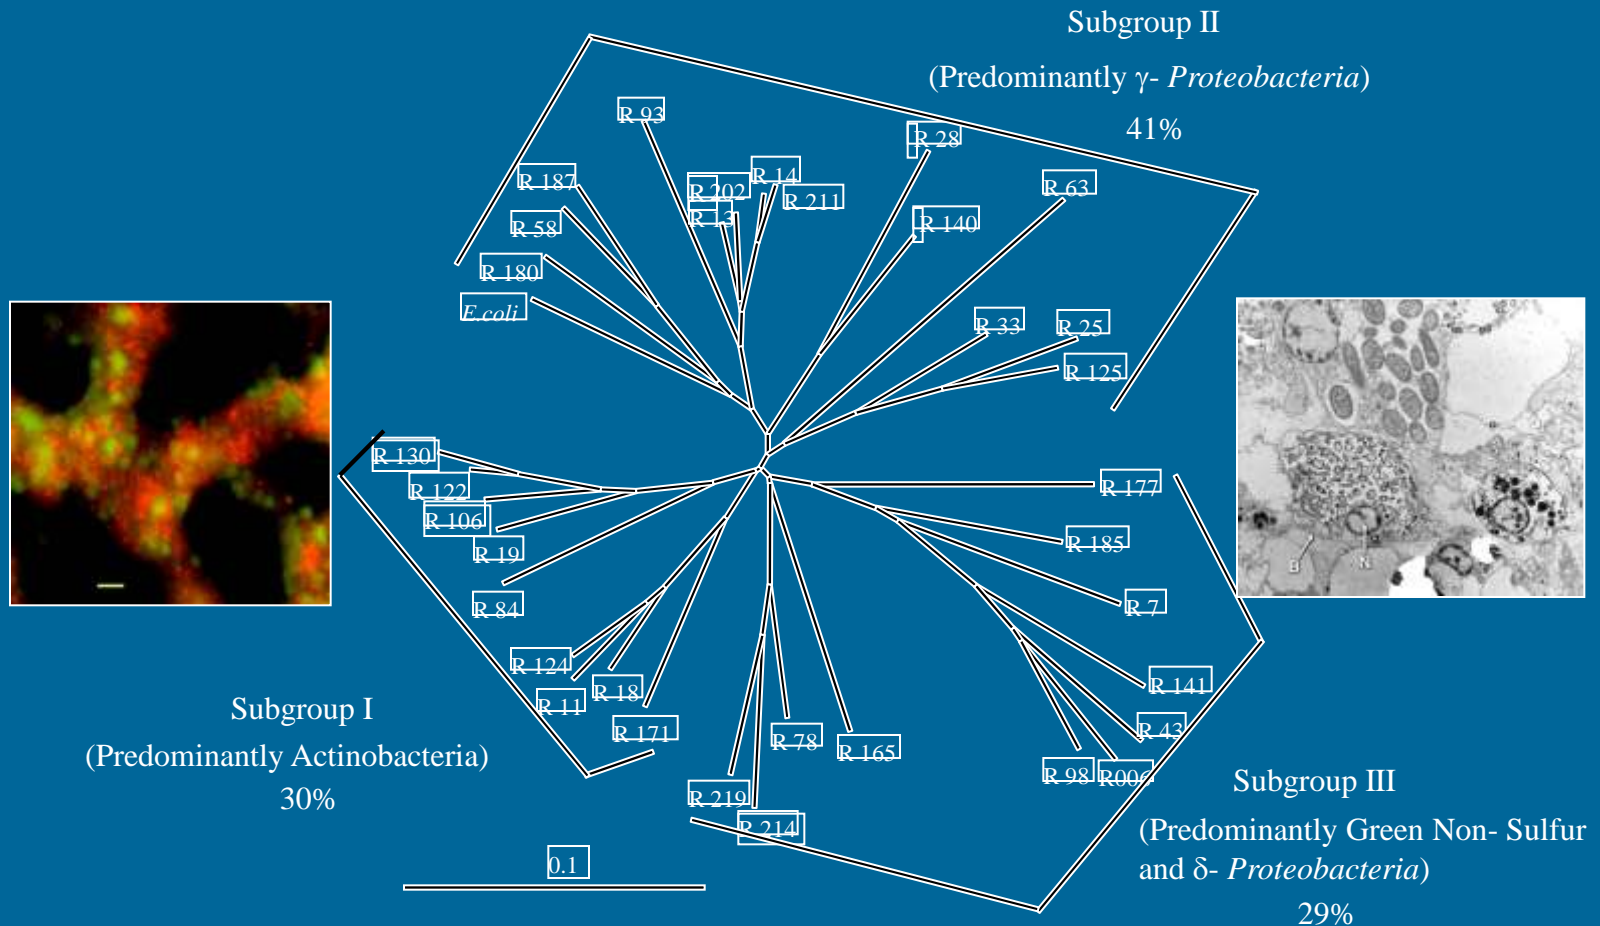 Subgroup II
(Predominantly γ- Proteobacteria)
41%
R 93
R 28
R 14
R 187
R 202
R 63
R 211
R 13
R 58
R 140
R 180
E.coli
R 33
R 25
R 125
R 130
R 122
R 177
R 106
R 19
R 185
R 84
R 7
R 124
R 18
R 11
R 141
R 171
R 43
R 78
R 165
R 98
R006
R 219
R 214
B
N
Subgroup I
(Predominantly Actinobacteria)
30%
0.1
Subgroup III
(Predominantly Green Non- Sulfur
and δ- Proteobacteria)
29%